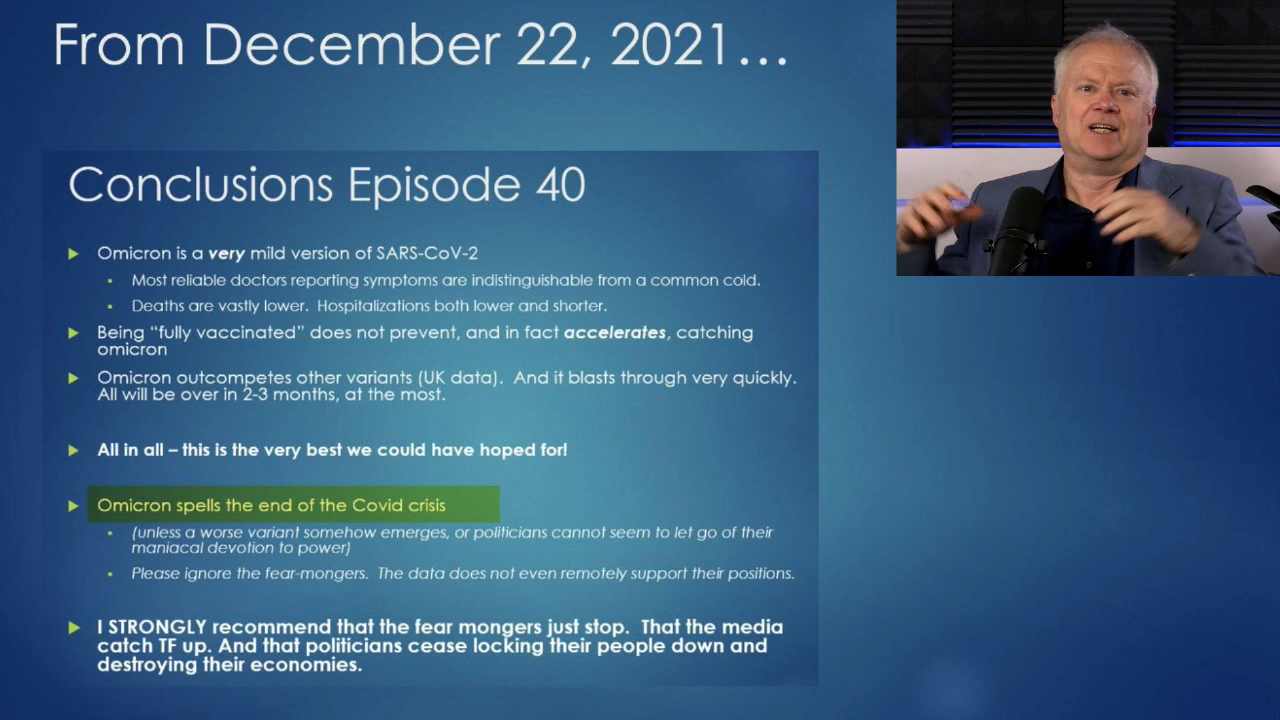 From December 22, 2021...
Conclusions Episode 40
Omicron is a very mild version of SARS-CoV-2
Most reliable doctors reporting symptoms are indistinguishable from a common cold.
Deaths are vastly lower. Hospitalizations both lower and shorter.
Being “fully vaccinated” does not prevent, and in fact accelerates, catching
omicron
Omicron outcompetes other variants (UK data). And it blasts through very quickly.
All will be over in 2-3 months, at the most.
All in all – this is the very best we could have hoped for!
Omicron spells the end of the Covid crisis
(unless a worse variant somehow emerges, or politicians cannot seem to let go of their
maniacal devotion to power)
Please ignore the fear-mongers. The data does not even remotely support their positions.
I STRONGLY recommend that the fear mongers just stop. That the media
catch TF up. And that politicians cease locking their people down and
destroying their economies.